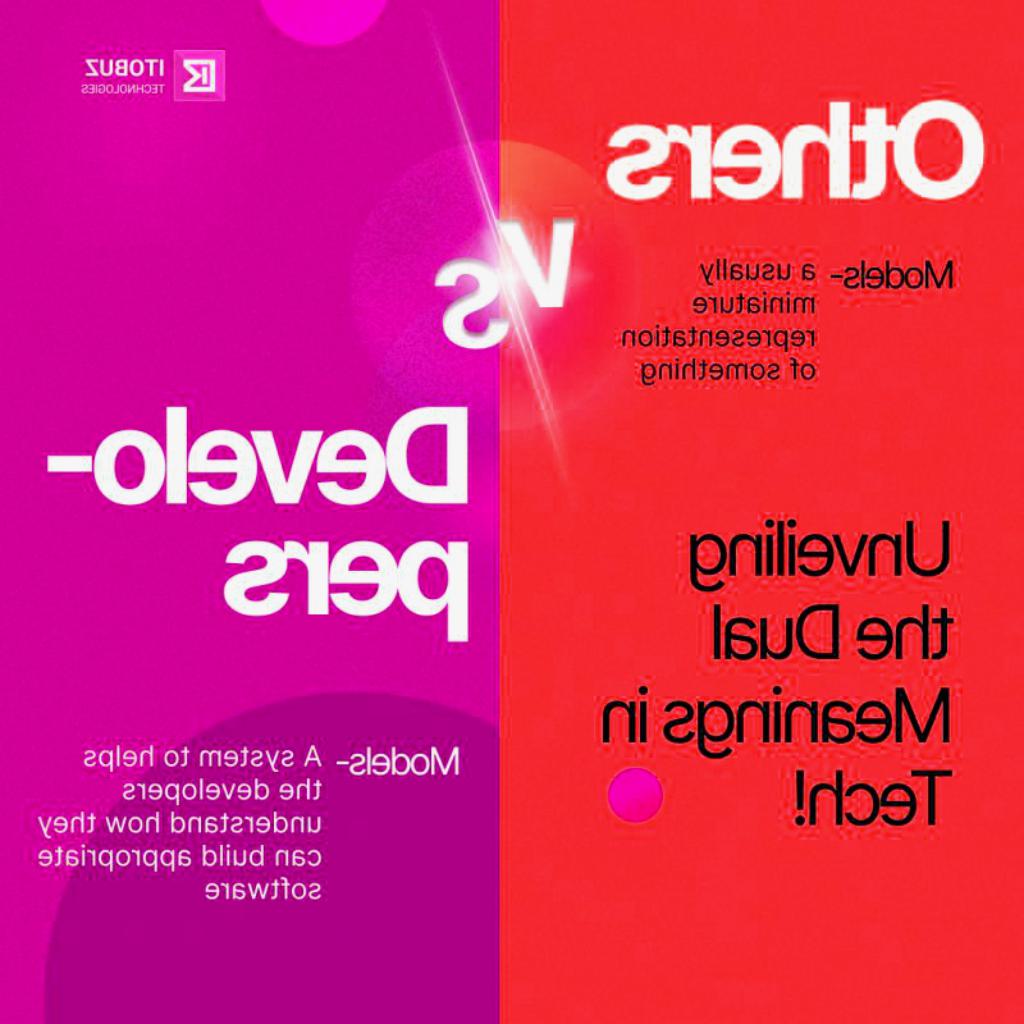 Others
Models- a usually
miniature
representation
of something
Vs
Unveiling
the Dual
Meanings in
Tech!
ITOBUZ
TECHNOLOGIES
Develo-
pers
Models- A system to helps
the developers
understand how they
can build appropriate
software